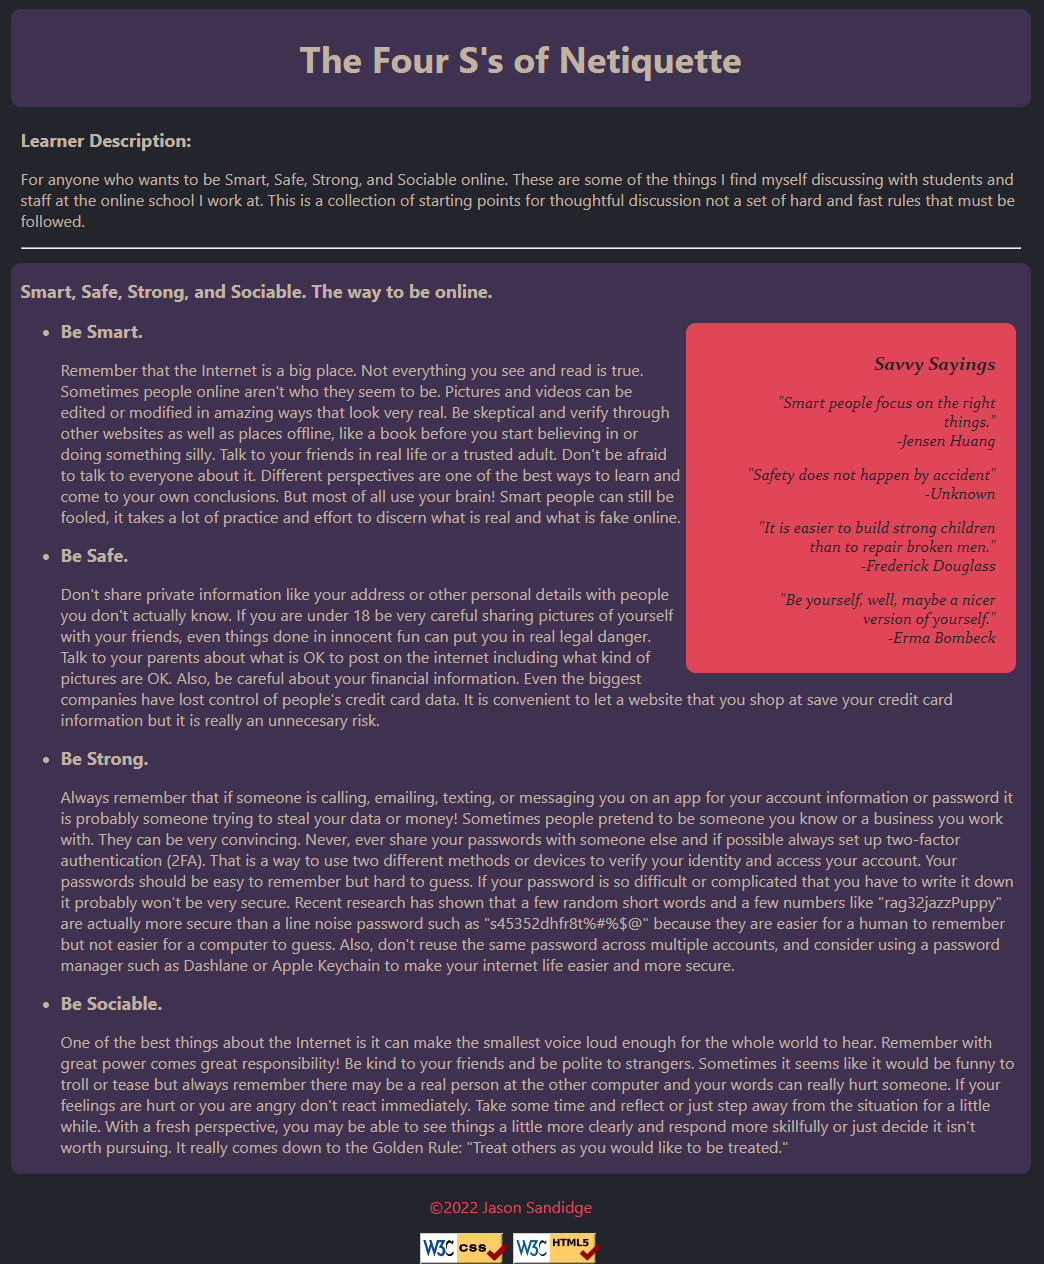 The Four S's of Netiquette
Learner Description:
For anyone who wants to be Smart, Safe, Strong, and Sociable online. These are some of the things I find myself discussing with students and
staff at the online school I work at. This is a collection of starting points for thoughtful discussion not a set of hard and fast rules that must be
followed.
Smart, Safe, Strong, and Sociable. The way to be online.
• Be Smart.
Remember that the Internet is a big place. Not everything you see and read is true.
Sometimes people online aren't who they seem to be. Pictures and videos can be
edited or modified in amazing ways that look very real. Be skeptical and verify through
other websites as well as places offline, like a book before you start believing in or
doing something silly. Talk to your friends in real life or a trusted adult. Don't be afraid
to talk to everyone about it. Different perspectives are one of the best ways to learn and
come to your own conclusions. But most of all use your brain! Smart people can still be
fooled, it takes a lot of practice and effort to discern what is real and what is fake online.
Savvy Sayings
"Smart people focus on the right
things."
-Jensen Huang
"Safety does not happen by accident"
-Unknown
"It is easier to build strong children
than to repair broken men."
-Frederick Douglass
"Be yourself, well, maybe a nicer
version of yourself."
-Erma Bombeck
• Be Safe.
Don't share private information like your address or other personal details with people
you don't actually know. If you are under 18 be very careful sharing pictures of yourself
with your friends, even things done in innocent fun can put you in real legal danger.
Talk to your parents about what is OK to post on the internet including what kind of
pictures are OK. Also, be careful about your financial information. Even the biggest
companies have lost control of people's credit card data. It is convenient to let a website that you shop at save your credit card
information but it is really an unnecesary risk.
• Be Strong.
Always remember that if someone is calling, emailing, texting, or messaging you on an app for your account information or password it
is probably someone trying to steal your data or money! Sometimes people pretend to be someone you know or a business you work
with. They can be very convincing. Never, ever share your passwords with someone else and if possible always set up two-factor
authentication (2FA). That is a way to use two different methods or devices to verify your identity and access your account. Your
passwords should be easy to remember but hard to guess. If your password is so difficult or complicated that you have to write it down
it probably won't be very secure. Recent research has shown that a few random short words and a few numbers like "rag32jazzPuppy"
are actually more secure than a line noise password such as "s45352dhfr8t%#%$@" because they are easier for a human to remember
but not easier for a computer to guess. Also, don't reuse the same password across multiple accounts, and consider using a password
manager such as Dashlane or Apple Keychain to make your internet life easier and more secure.
• Be Sociable.
One of the best things about the Internet is it can make the smallest voice loud enough for the whole world to hear. Remember with
great power comes great responsibility! Be kind to your friends and be polite to strangers. Sometimes it seems like it would be funny to
troll or tease but always remember there may be a real person at the other computer and your words can really hurt someone. If your
feelings are hurt or you are angry don't react immediately. Take some time and reflect or just step away from the situation for a little
while. With a fresh perspective, you may be able to see things a little more clearly and respond more skillfully or just decide it isn't
worth pursuing. It really comes down to the Golden Rule: "Treat others as you would like to be treated."
©2022 Jason Sandidge
W3C CSS W3C HTML5